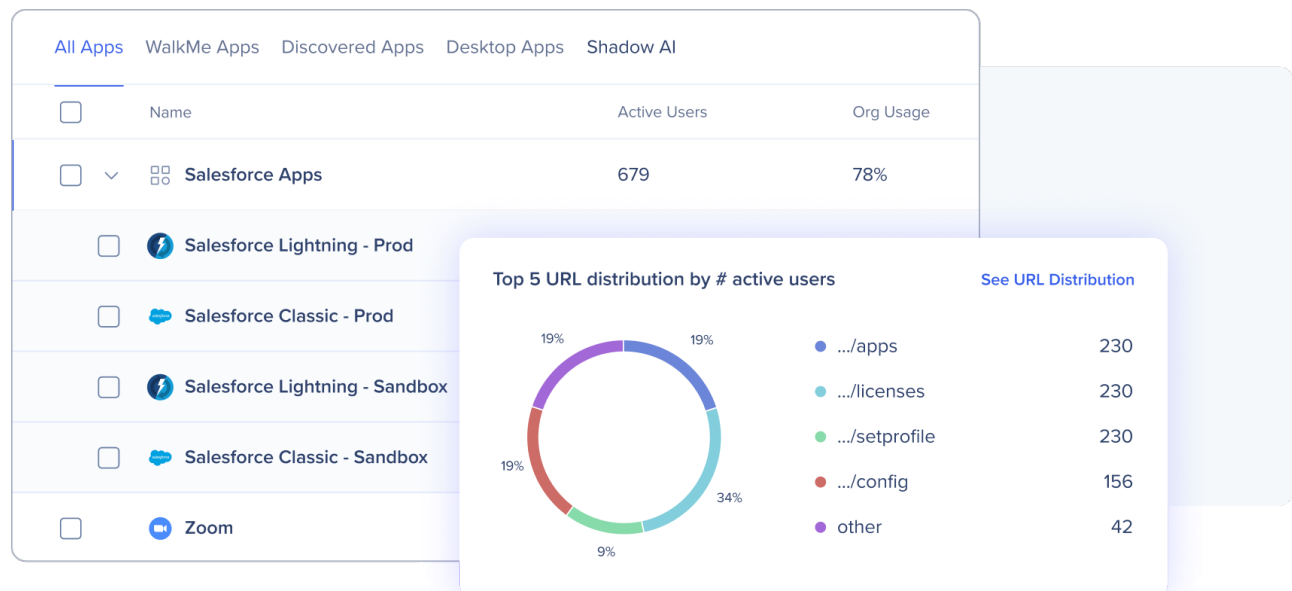 All Apps WalkMe Apps Discovered Apps Desktop Apps Shadow AI
Name Active Users Org Usage
Salesforce Apps 679 78%
Salesforce Lightning - Prod
Salesforce Classic - Prod
Salesforce Lightning - Sandbox
Salesforce Classic - Sandbox
Zoom
Top 5 URL distribution by # active users See URL Distribution
19% 19%
19%
34%
9%
.../apps 230
.../licenses 230
.../setprofile 230
.../config 156
other 42